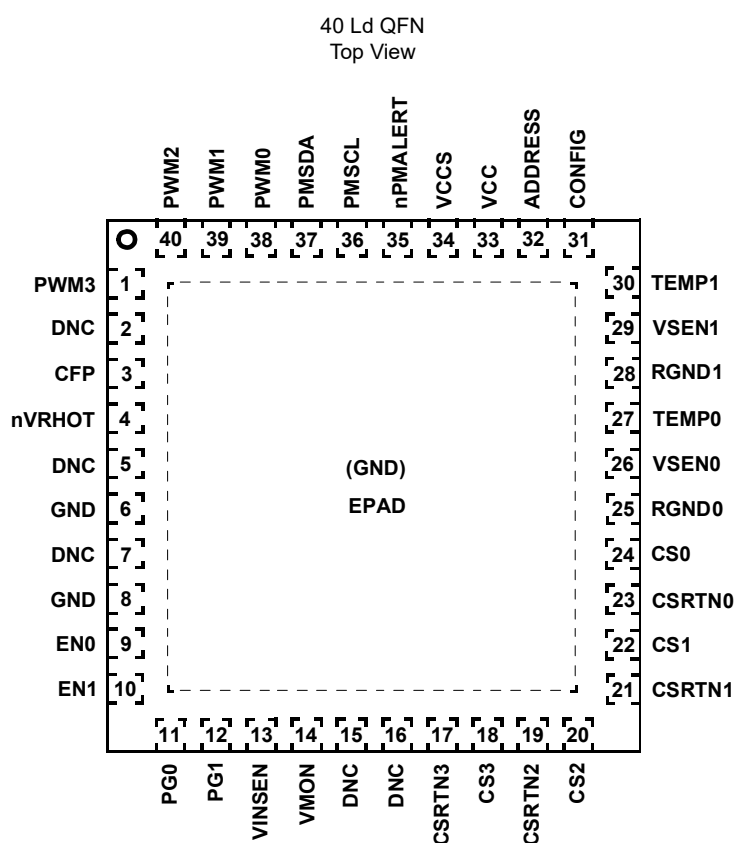 40 Ld QFN
Top View
PWM2
PWM1
PWM0
PMSDA
PMSCL
nPMALERT
VCCS
VCC
ADDRESS
CONFIG
40 39 38 37 36 35 34 33 32 31
PWM3 1
DNC 2
CFP 3
nVRHOT 4
DNC 5
GND 6
DNC 7
GND 8
EN0 9
EN1 10
(GND)
EPAD
30 TEMP1
29 VSEN1
28 RGND1
27 TEMP0
26 VSEN0
25 RGND0
24 CS0
23 CSRTN0
22 CS1
21 CSRTN1
11 12 13 14 15 16 17 18 19 20
PG0
PG1
VINSEN
VMON
DNC
DNC
CSRTN3
CS3
CSRTN2
CS2